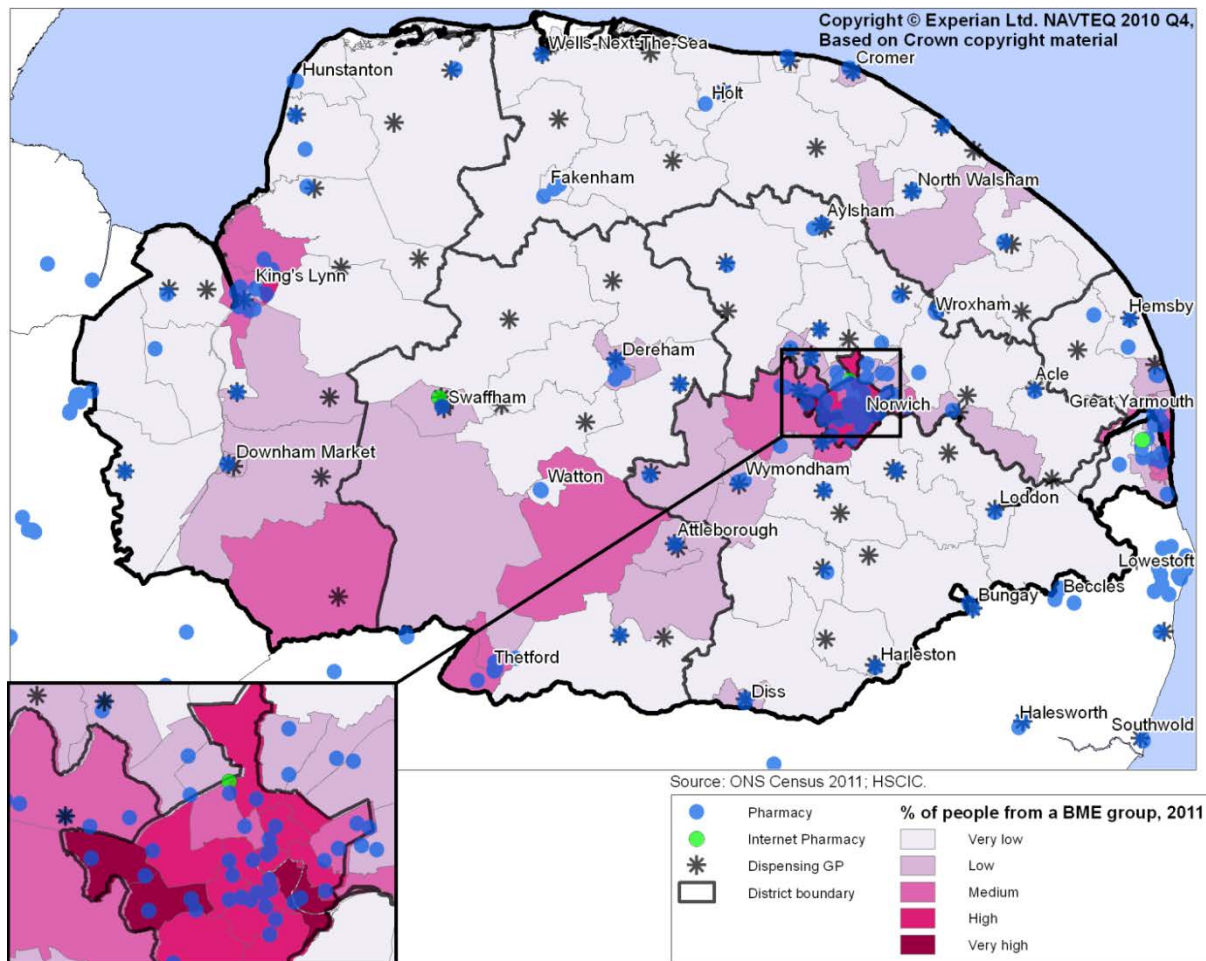 Copyright © Experian Ltd. NAVTEQ 2010 Q4,
Based on Crown copyright material
Wells-Next-The-Sea
Cromer
Hunstanton
Holt
Fakenham
North Walsham
Aylsham
King's Lynn
Wroxham
Hemsby
Dereham
Acle
Swaffham
Norwich
Great Yarmouth
Downham Market
Watton
Wymondham
Loddon
Attleborough
Lowestoft
Bungay
Beccles
Thetford
Harleston
Diss
Halesworth
Southwold
Source: ONS Census 2011; HSCIC.
Pharmacy
Internet Pharmacy
Dispensing GP
District boundary
% of people from a BME group, 2011
Very low
Low
Medium
High
Very high